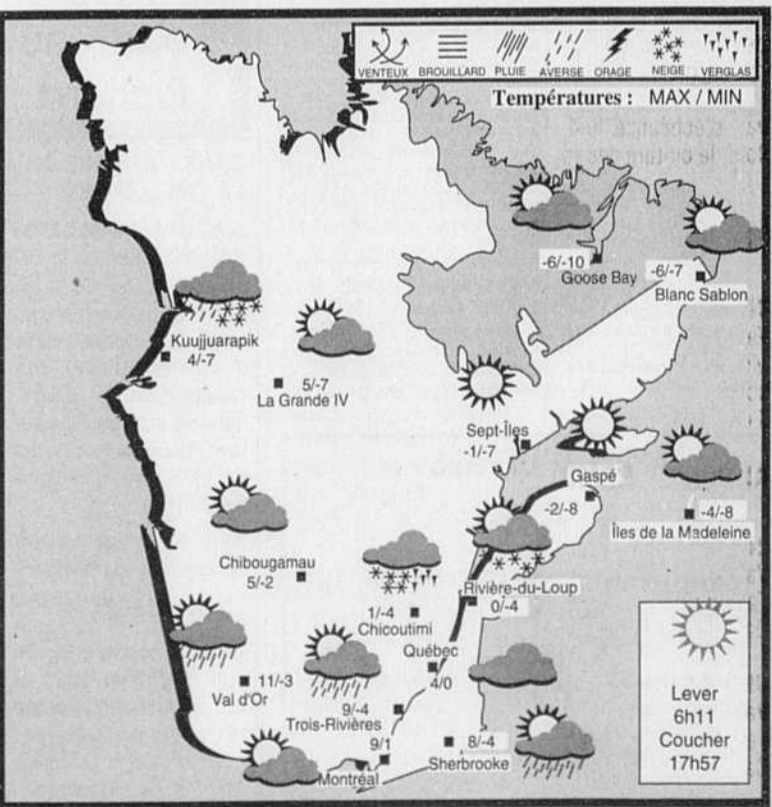 VENTEUX BROUILLARD PLUIE AVERSE ORAGE NEIGE VERGLAS
Températures : MAX / MIN
-6/-10
Goose Bay
-6/-7
Blanc Sablon
Kuujjuarapik
4/-7
5/-7
La Grande IV
Sept-Îles
-1/-7
Gaspé
-2/-8
-4/-8
Îles de la Madeleine
Chibougamau
5/-2
Rivière-du-Loup
0/-4
1/-4
Chicoutimi
Québec
4/0
11/-3
Val d'Or
9/-4
Trois-Rivières
9/1
Montréal
8/-4
Sherbrooke
Lever
6h11
Coucher
17h57